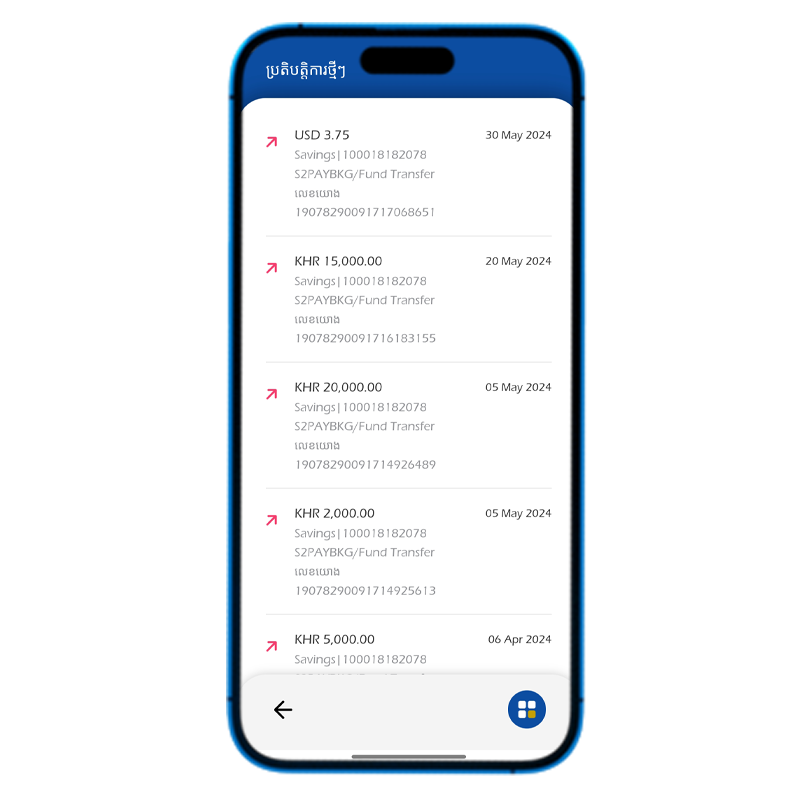 ប្រតិបត្តិការថ្មីៗ
USD 3.75
30 May 2024
Savings|100018182078
S2PAYBKG/Fund Transfer
លេខយោង
19078290091717068651
KHR 15,000.00
20 May 2024
Savings|100018182078
S2PAYBKG/Fund Transfer
លេខយោង
19078290091716183155
KHR 20,000.00
05 May 2024
Savings|100018182078
S2PAYBKG/Fund Transfer
លេខយោង
19078290091714926489
KHR 2,000.00
05 May 2024
Savings|100018182078
S2PAYBKG/Fund Transfer
លេខយោង
19078290091714925613
KHR 5,000.00
06 Apr 2024
Savings|100018182078